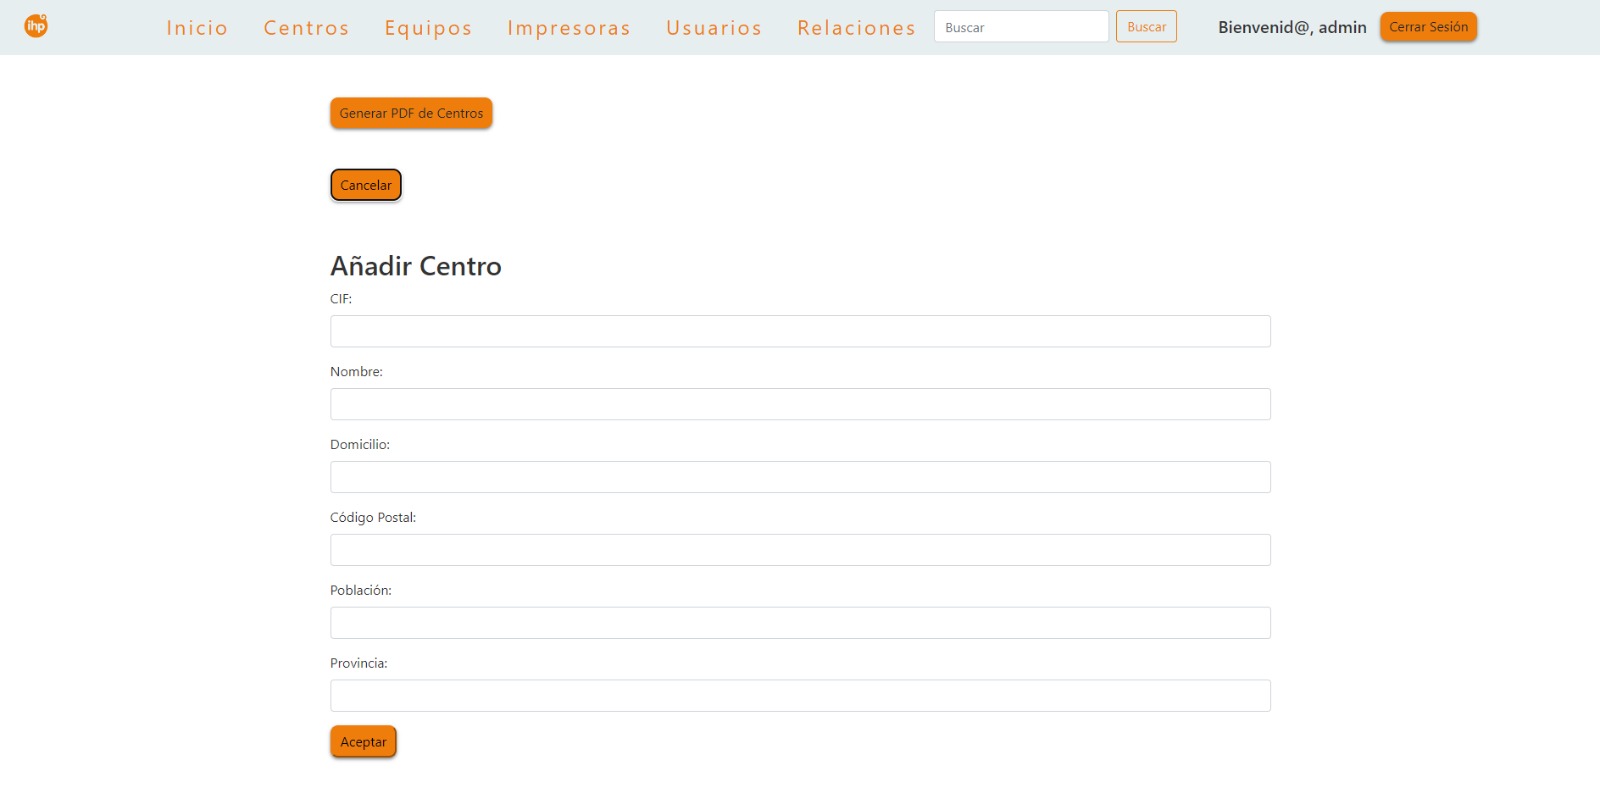 ihp
Inicio Centros Equipos Impresoras Usuarios Relaciones Buscar Buscar Bienvenid@, admin Cerrar Sesión
Generar PDF de Centros
Cancelar
Añadir Centro
CIF:
Nombre:
Domicilio:
Código Postal:
Población:
Provincia:
Aceptar